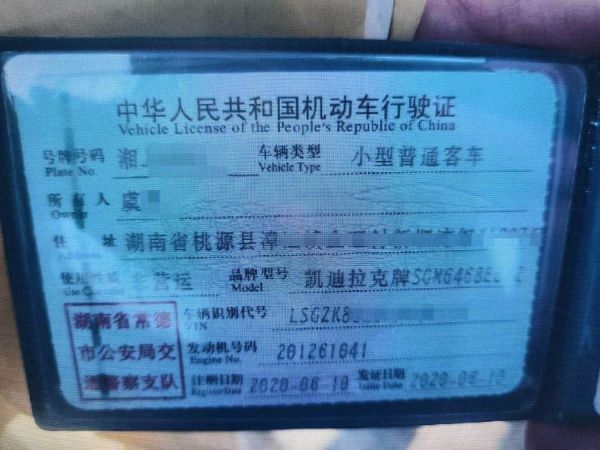 中华人民共和国机动车行驶证
Vehicle License of the People's Republic of China
号牌号码 湘 车辆类型 小型普通客车
Plate No. Vehicle Type
所有人 虞
Owner
住 址 湖南省桃源县漳
Address
使用性质 非营运 品牌型号 凯迪拉克牌SGM6468E
Use Character Model
湖南省常德 车辆识别代号 LSGZK8
VIN
市公安局交 发动机号码 201261041
Engine No.
通警察支队 注册日期 2020-06-10 发证日期 2020-06-10
Register Date Issue Date